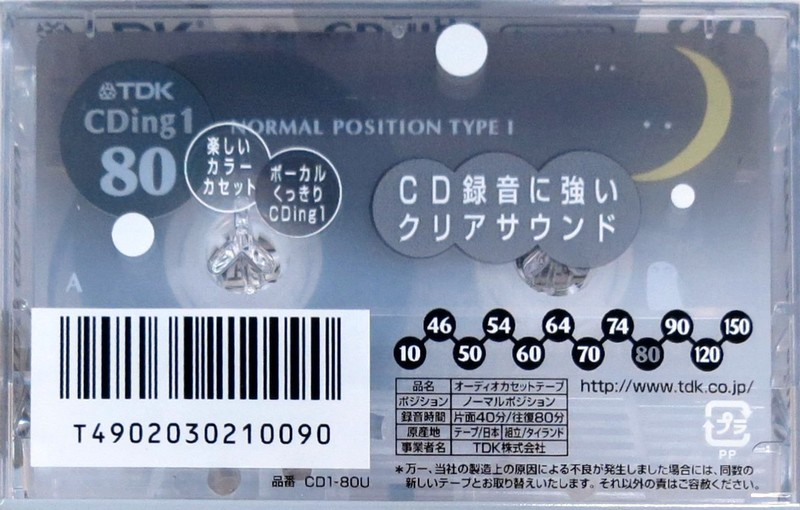 TDK
CDing1
80
NORMAL POSITION TYPE I
楽しい
カラー
カセット
ボーカル
くっきり
CDing1
CD録音に強い
クリアサウンド
A
T4902030210090
46 54 64 74 90 150
10 50 60 70 80 120
品名 オーディオカセットテープ
ポジション ノーマルポジション
録音時間 片面40分/往復80分
原産地 テープ/日本 組立/タイランド
事業者名 TDK株式会社
http://www.tdk.co.jp/
プラ
PP
品番 CD1-80U
*万一、当社の製造上の原因による不良が発生しました場合には、同数の
新しいテープとお取り替えいたします。それ以外の責はご容赦ください。